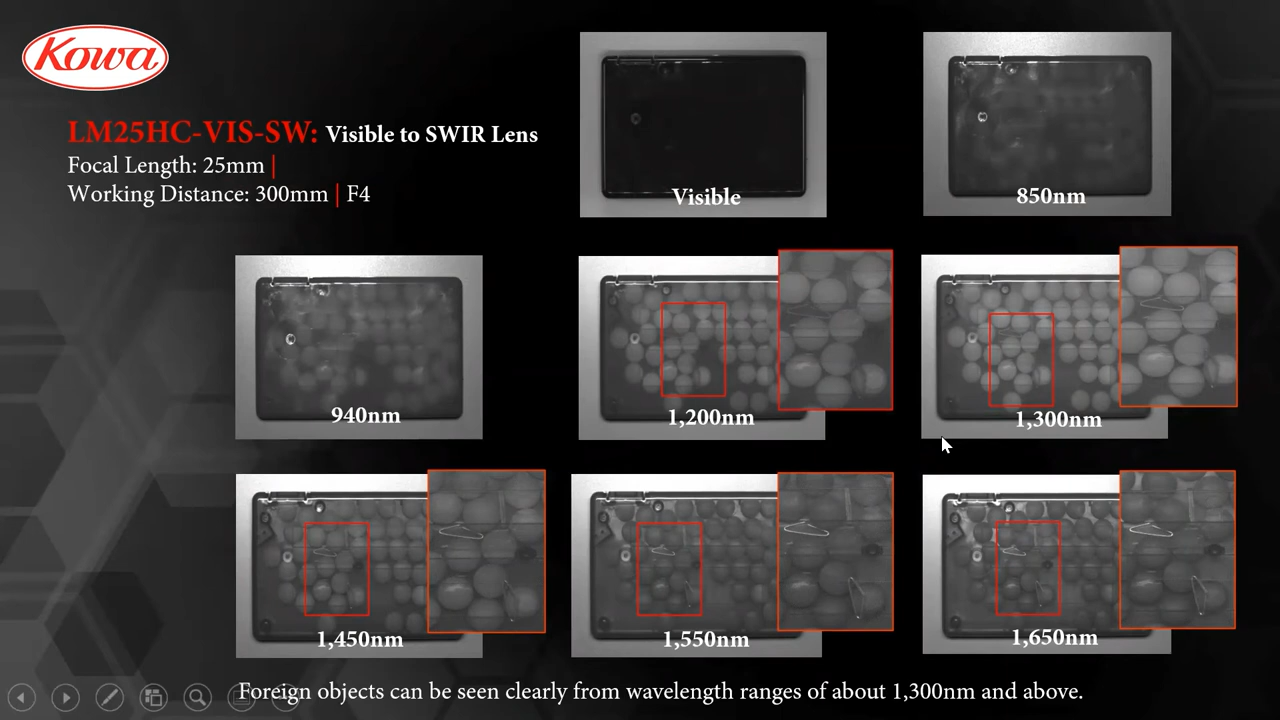 Kowa
LM25HC-VIS-SW: Visible to SWIR Lens
Focal Length: 25mm |
Working Distance: 300mm | F4
Visible
850nm
940nm
1,200nm
1,300nm
1,450nm
1,550nm
1,650nm
Foreign objects can be seen clearly from wavelength ranges of about 1,300nm and above.